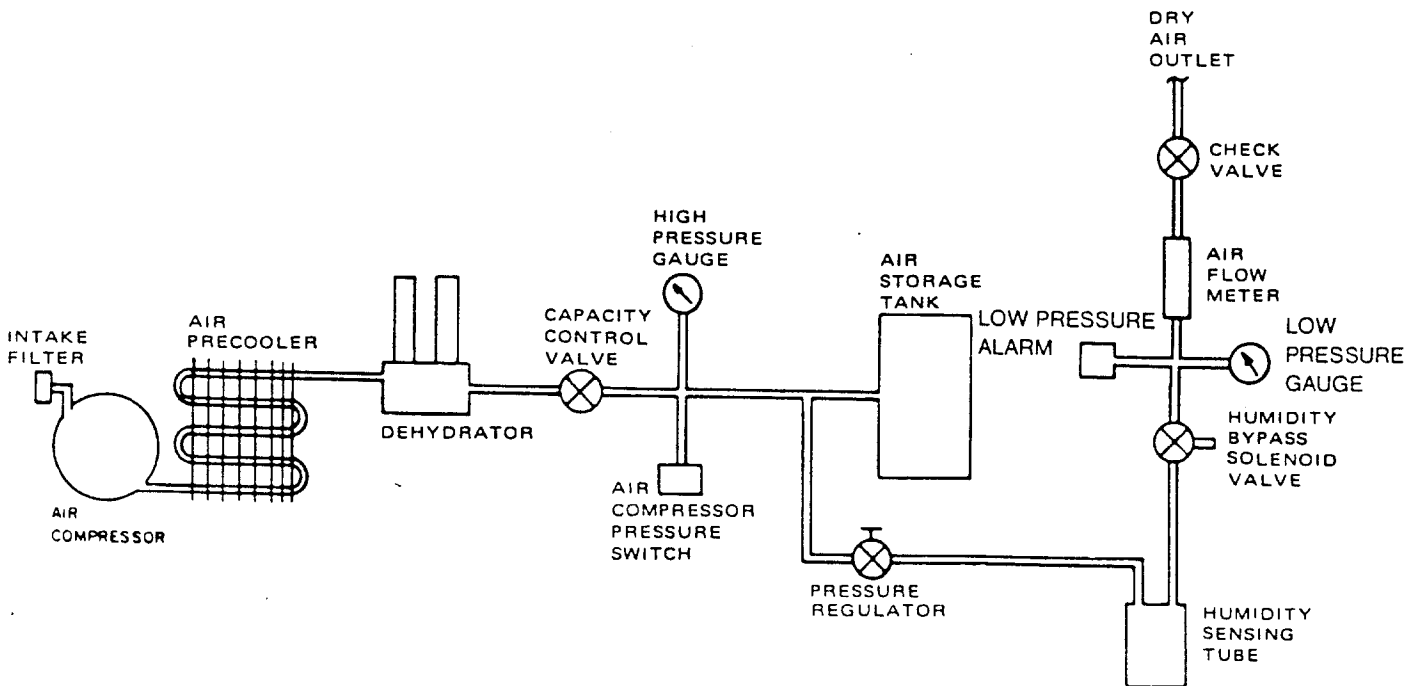 DRY
AIR
OUTLET
CHECK
VALVE
HIGH
PRESSURE
GAUGE
AIR
STORAGE
TANK
AIR
FLOW
METER
INTAKE
FILTER
AIR
PRECOOLER
CAPACITY
CONTROL
VALVE
LOW PRESSURE
ALARM
LOW
PRESSURE
GAUGE
DEHYDRATOR
HUMIDITY
BYPASS
SOLENOID
VALVE
AIR
COMPRESSOR
AIR
COMPRESSOR
PRESSURE
SWITCH
PRESSURE
REGULATOR
HUMIDITY
SENSING
TUBE